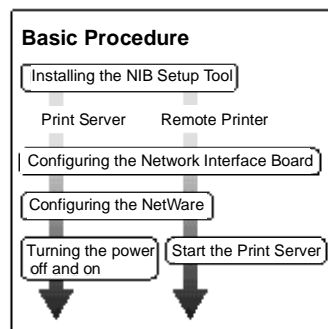 Basic Procedure
Installing the NIB Setup Tool
Print Server
Remote Printer
Configuring the Network Interface Board
Configuring the NetWare
Turning the power
off and on
Start the Print Server